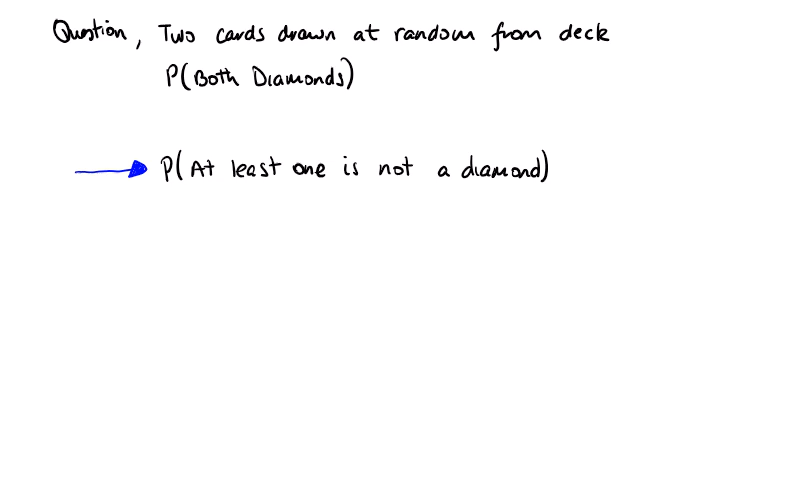 Question, Two cards drawn at random from deck
P(Both Diamonds)
P(At least one is not a diamond)